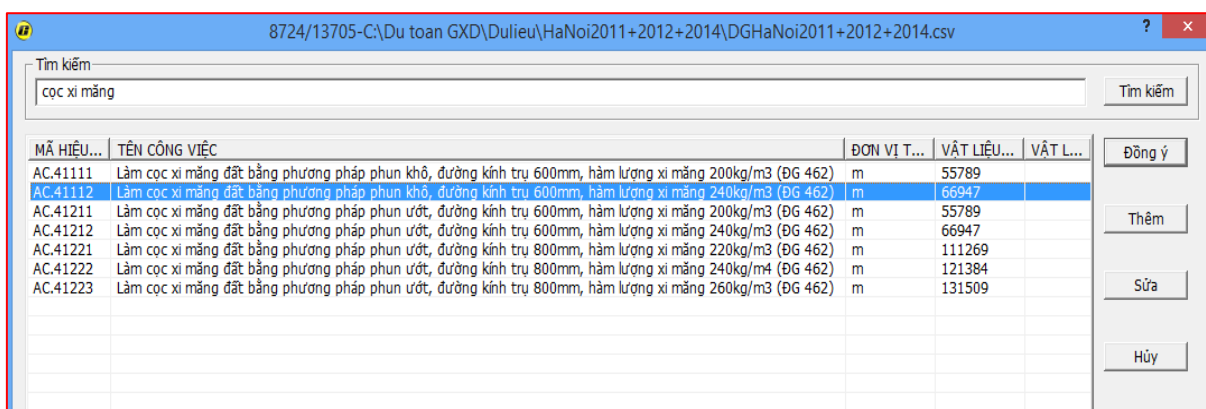 8724/13705-C:\Du toan GXD\Dulieu\HaNoi2011+2012+2014\DGHaNoi2011+2012+2014.csv ? x
Tìm kiếm
cọc xi măng Tìm kiếm
MÃ HIỆU... TÊN CÔNG VIỆC ĐƠN VỊ T... VẬT LIỆU... VẬT L... Đồng ý
AC.41111 Làm cọc xi măng đất bằng phương pháp phun khô, đường kính trụ 600mm, hàm lượng xi măng 200kg/m3 (ĐG 462) m 55789
AC.41112 Làm cọc xi măng đất bằng phương pháp phun khô, đường kính trụ 600mm, hàm lượng xi măng 240kg/m3 (ĐG 462) m 66947
AC.41211 Làm cọc xi măng đất bằng phương pháp phun ướt, đường kính trụ 600mm, hàm lượng xi măng 200kg/m3 (ĐG 462) m 55789
AC.41212 Làm cọc xi măng đất bằng phương pháp phun ướt, đường kính trụ 600mm, hàm lượng xi măng 240kg/m3 (ĐG 462) m 66947
Thêm
AC.41221 Làm cọc xi măng đất bằng phương pháp phun ướt, đường kính trụ 800mm, hàm lượng xi măng 220kg/m3 (ĐG 462) m 111269
AC.41222 Làm cọc xi măng đất bằng phương pháp phun ướt, đường kính trụ 800mm, hàm lượng xi măng 240kg/m4 (ĐG 462) m 121384
AC.41223 Làm cọc xi măng đất bằng phương pháp phun ướt, đường kính trụ 800mm, hàm lượng xi măng 260kg/m3 (ĐG 462) m 131509
Sửa
Hủy